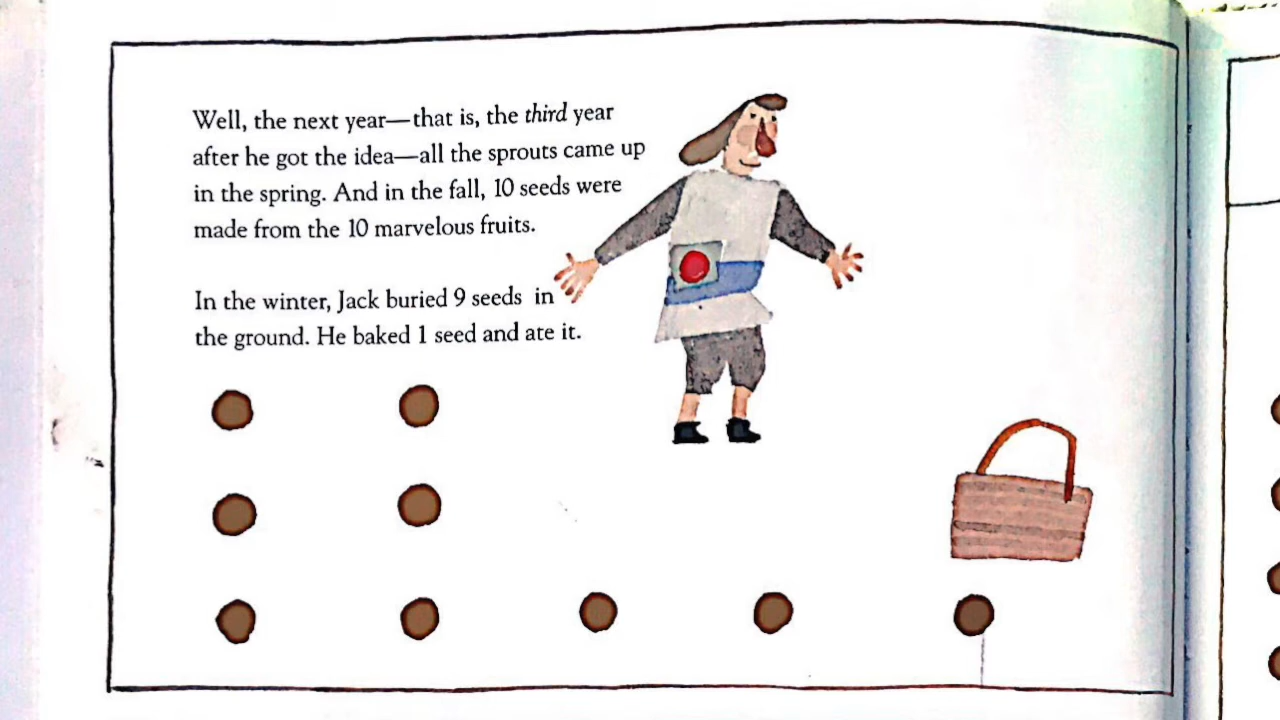 Well, the next year—that is, the third year
after he got the idea—all the sprouts came up
in the spring. And in the fall, 10 seeds were
made from the 10 marvelous fruits.
In the winter, Jack buried 9 seeds in
the ground. He baked 1 seed and ate it.